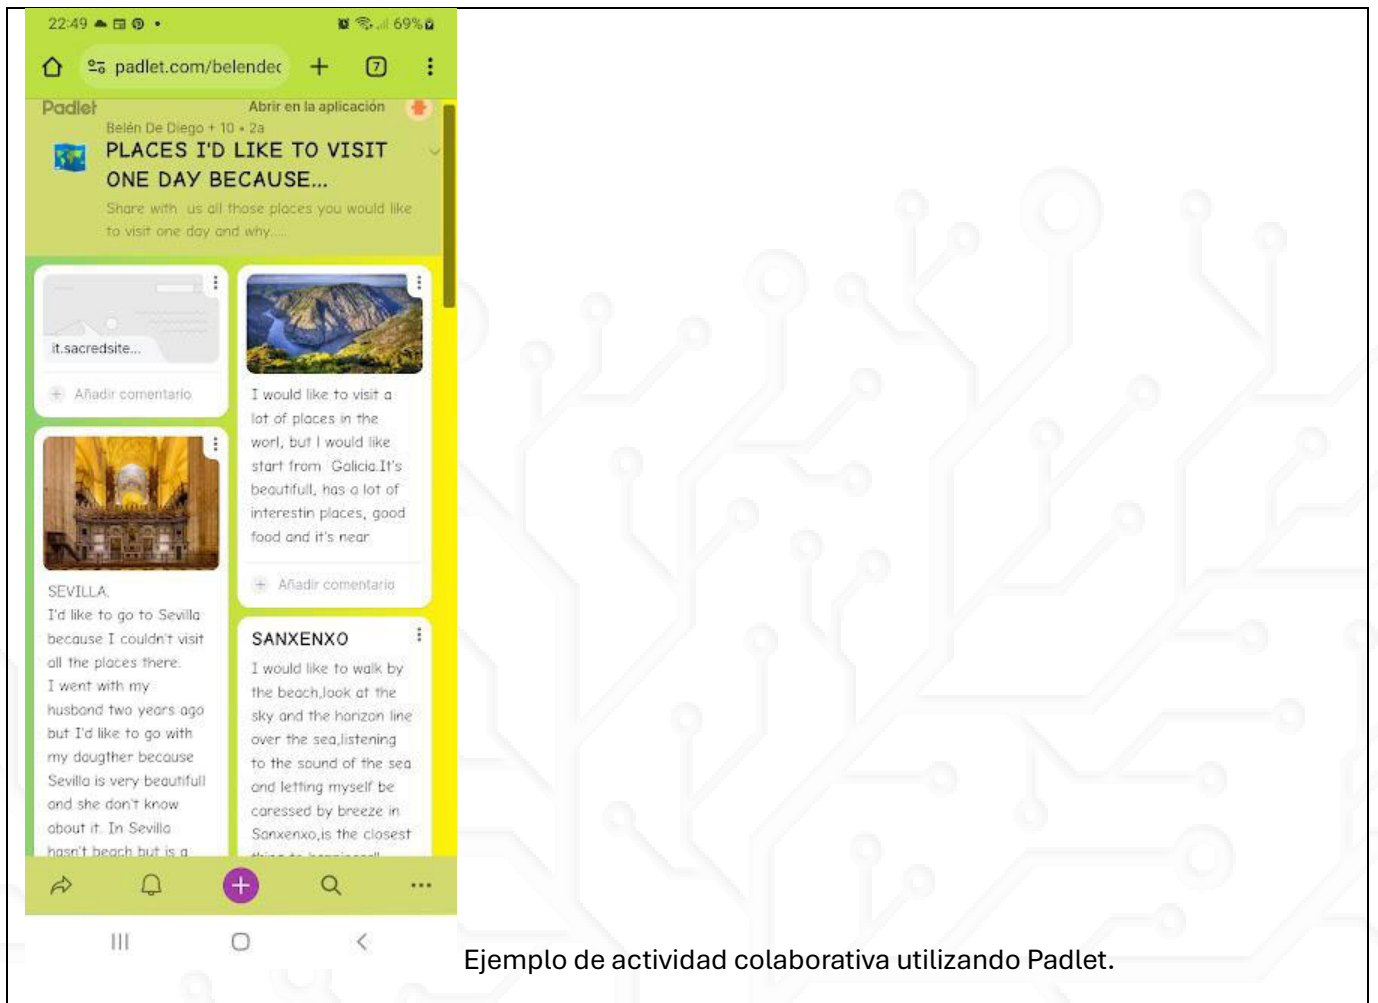 22:49
69%
padlet.com/belendec
7
Padlet
Abrir en la aplicación
Belén De Diego + 10 • 2a
PLACES I'D LIKE TO VISIT
ONE DAY BECAUSE...
Share with us all those places you would like
to visit one day and why.....
it.sacredsite...
Añadir comentario
SEVILLA.
I'd like to go to Sevilla
because I couldn't visit
all the places there.
I went with my
husband two years ago
but I'd like to go with
my daugther because
Sevilla is very beautifull
and she don't know
about it. In Sevilla
hasn't beach but is a
I would like to visit a
lot of places in the
worl, but I would like
start from Galicia.It's
beautifull, has a lot of
interestin places, good
food and it's near
Añadir comentario
SANXENXO
I would like to walk by
the beach,look at the
sky and the horizon line
over the sea,listening
to the sound of the sea
and letting myself be
caressed by breeze in
Sanxenxo,is the closest
Ejemplo de actividad colaborativa utilizando Padlet.